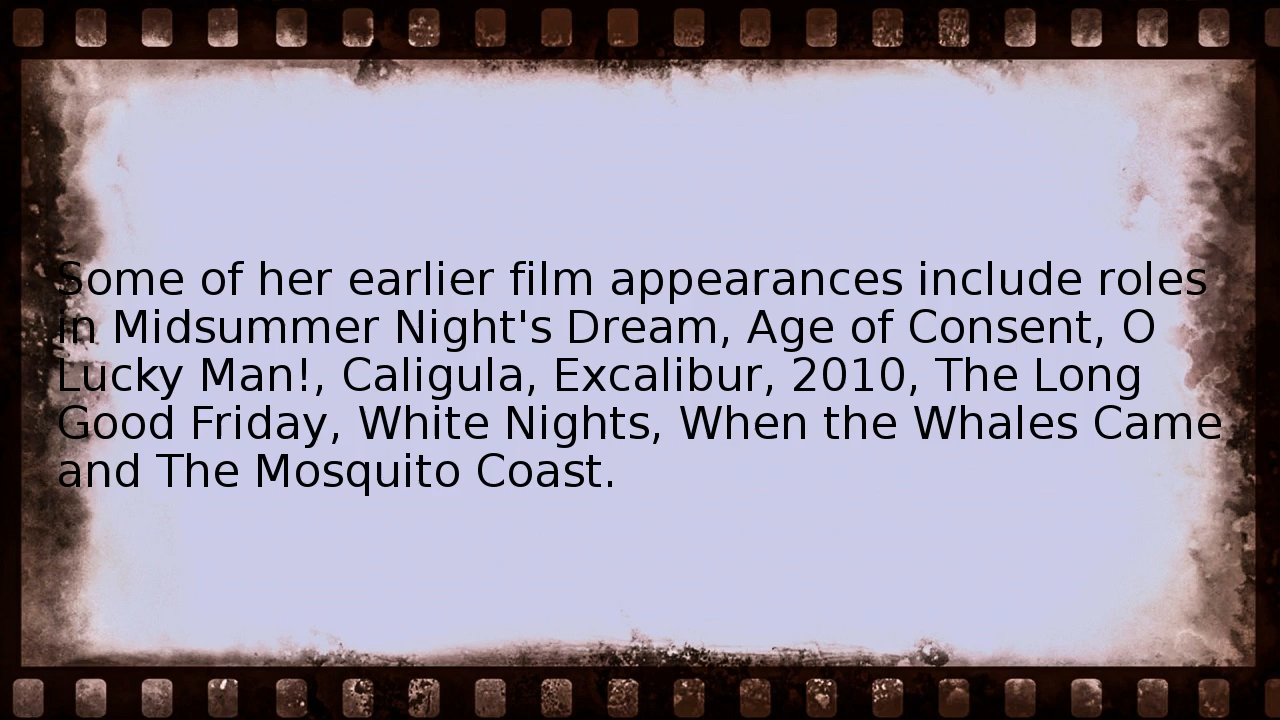 Some of her earlier film appearances include roles
in Midsummer Night's Dream, Age of Consent, O
Lucky Man!, Caligula, Excalibur, 2010, The Long
Good Friday, White Nights, When the Whales Came
and The Mosquito Coast.